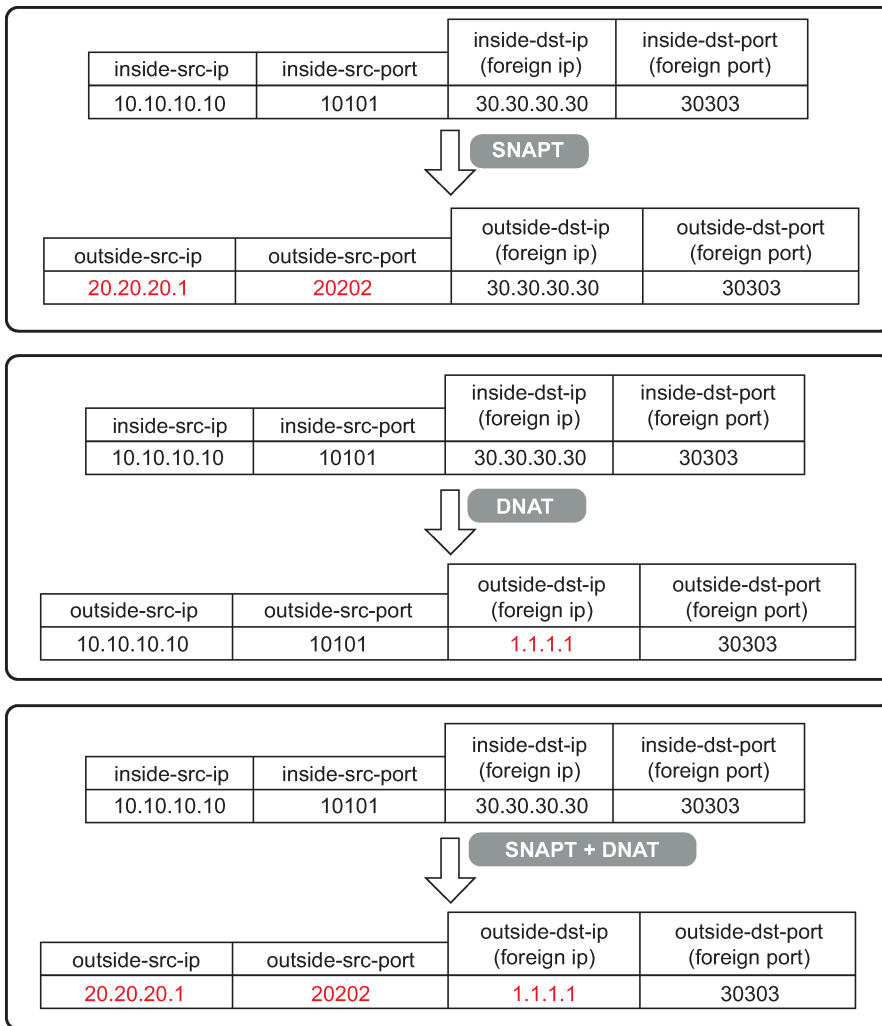 inside-src-ip inside-src-port inside-dst-ip (foreign ip) inside-dst-port (foreign port)
10.10.10.10 10101 30.30.30.30 30303
SNAPT
outside-src-ip outside-src-port outside-dst-ip (foreign ip) outside-dst-port (foreign port)
20.20.20.1 20202 30.30.30.30 30303
inside-src-ip inside-src-port inside-dst-ip (foreign ip) inside-dst-port (foreign port)
10.10.10.10 10101 30.30.30.30 30303
DNAT
outside-src-ip outside-src-port outside-dst-ip (foreign ip) outside-dst-port (foreign port)
10.10.10.10 10101 1.1.1.1 30303
inside-src-ip inside-src-port inside-dst-ip (foreign ip) inside-dst-port (foreign port)
10.10.10.10 10101 30.30.30.30 30303
SNAPT + DNAT
outside-src-ip outside-src-port outside-dst-ip (foreign ip) outside-dst-port (foreign port)
20.20.20.1 20202 1.1.1.1 30303